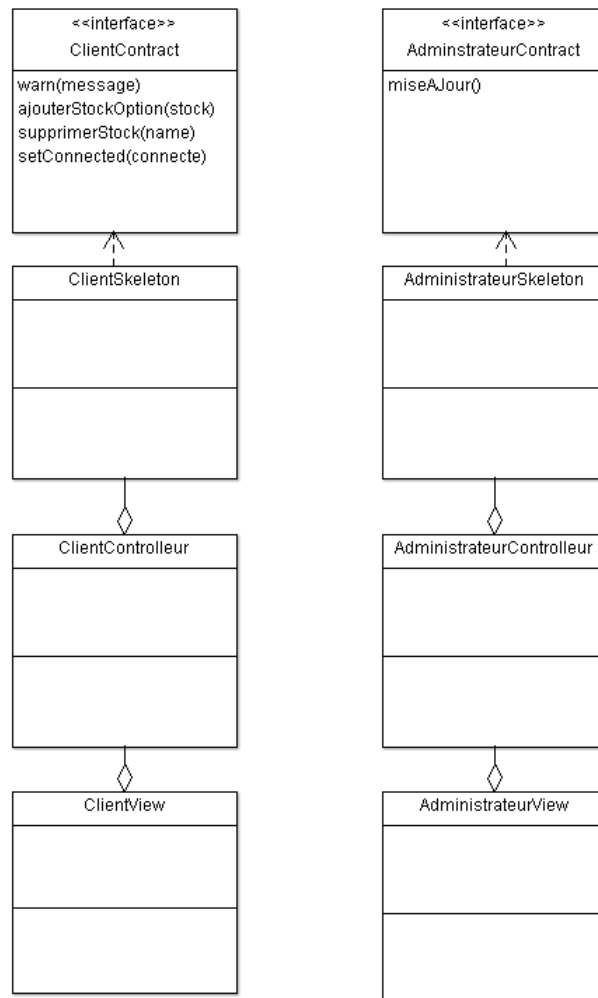 <<interface>>
ClientContract
warn(message)
ajouterStockOption(stock)
supprimerStock(name)
setConnected(connecte)
ClientSkeleton
ClientControlleur
ClientView
<<interface>>
AdminstrateurContract
miseAJour()
AdministrateurSkeleton
AdministrateurControlleur
AdministrateurView